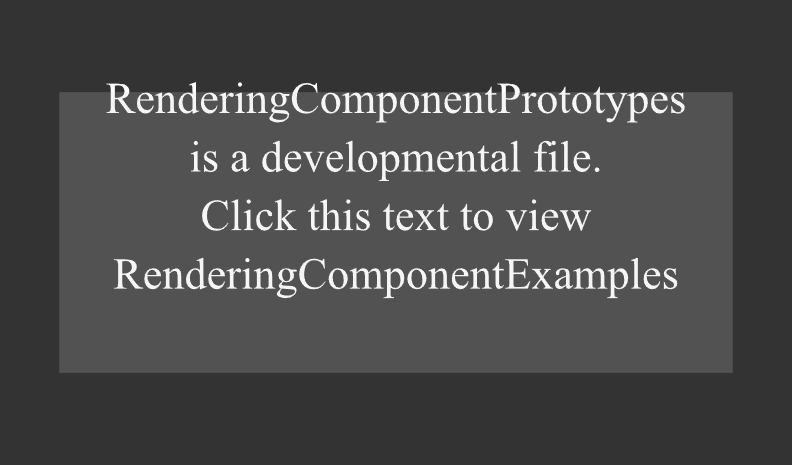 RenderingComponentPrototypes
is a developmental file.
Click this text to view
RenderingComponentExamples